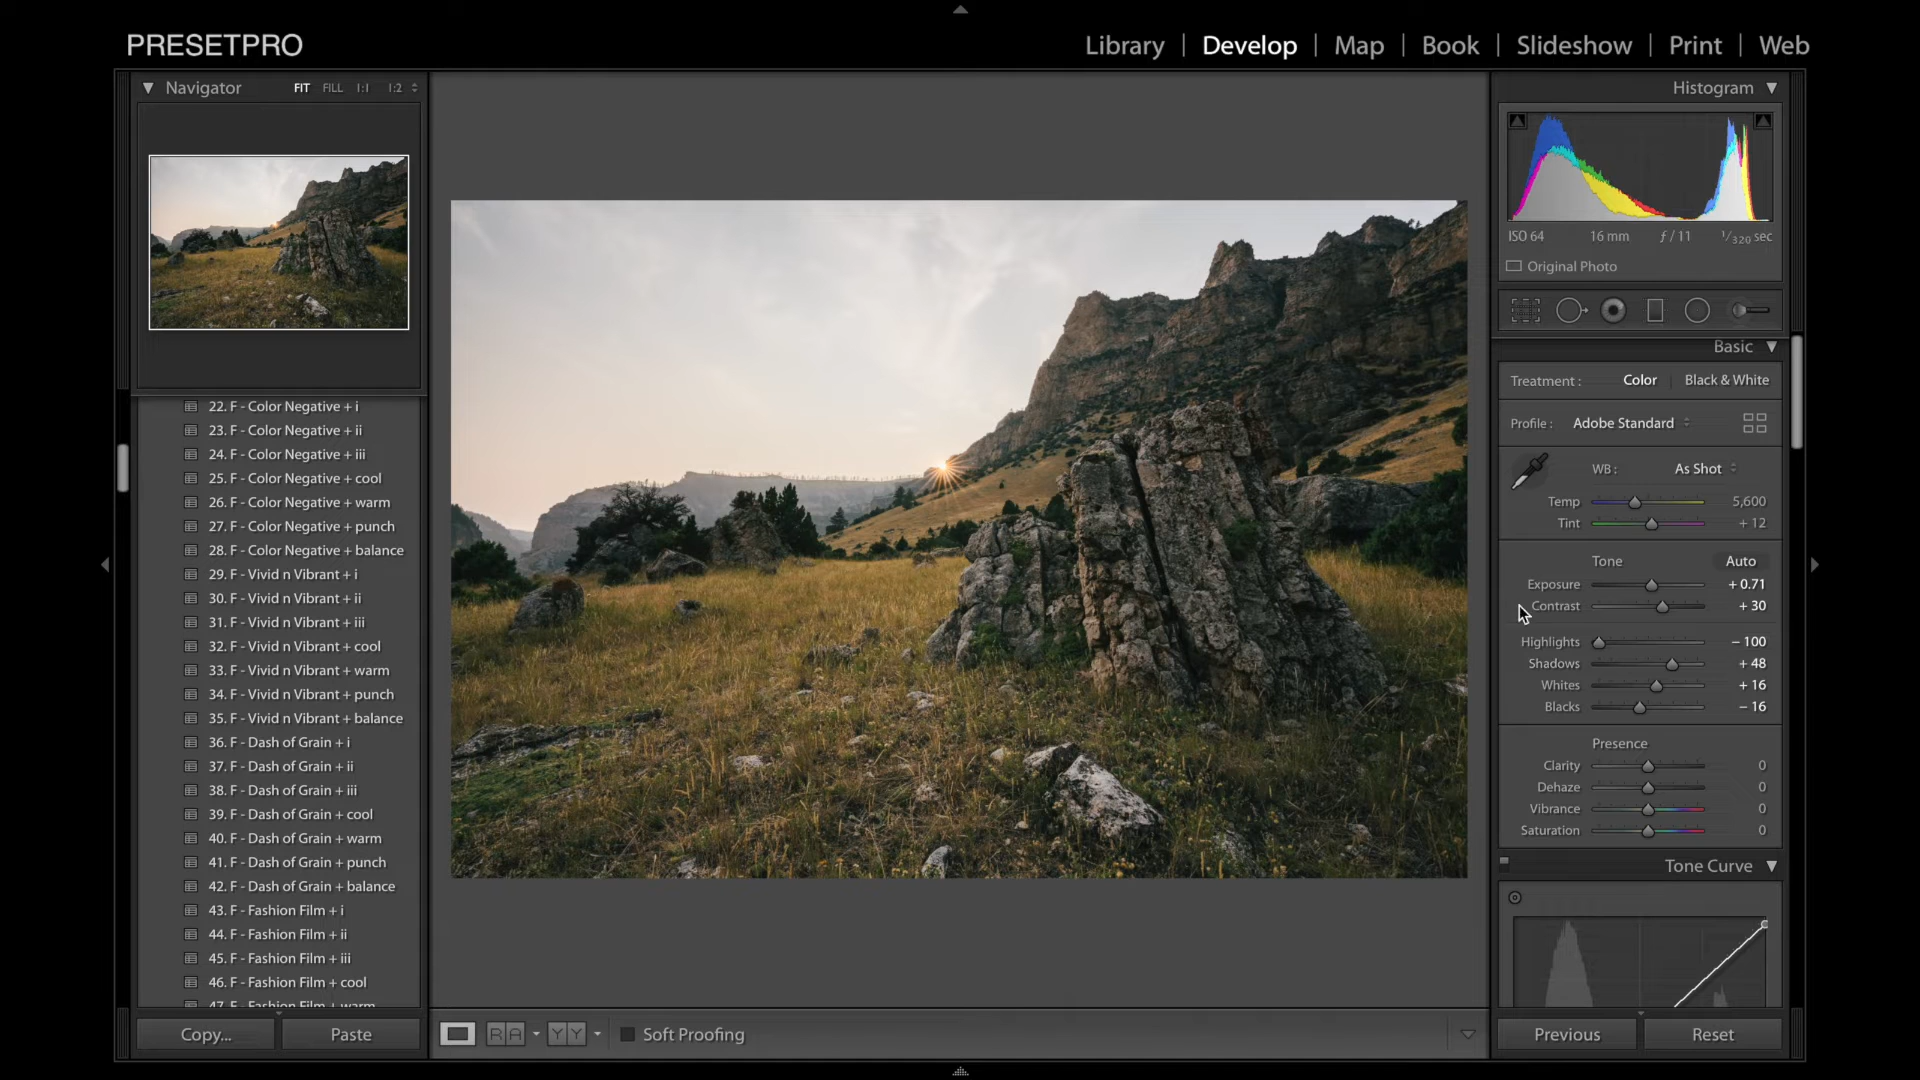 PRESETPRO
Library | Develop | Map | Book | Slideshow | Print | Web
Navigator FIT FILL 1:1 1:2
22. F - Color Negative + i
23. F - Color Negative + ii
24. F - Color Negative + iii
25. F - Color Negative + cool
26. F - Color Negative + warm
27. F - Color Negative + punch
28. F - Color Negative + balance
29. F - Vivid n Vibrant + i
30. F - Vivid n Vibrant + ii
31. F - Vivid n Vibrant + iii
32. F - Vivid n Vibrant + cool
33. F - Vivid n Vibrant + warm
34. F - Vivid n Vibrant + punch
35. F - Vivid n Vibrant + balance
36. F - Dash of Grain + i
37. F - Dash of Grain + ii
38. F - Dash of Grain + iii
39. F - Dash of Grain + cool
40. F - Dash of Grain + warm
41. F - Dash of Grain + punch
42. F - Dash of Grain + balance
43. F - Fashion Film + i
44. F - Fashion Film + ii
45. F - Fashion Film + iii
46. F - Fashion Film + cool
47. F - Fashion Film + warm
Copy... Paste
R A Y Y Soft Proofing
Histogram
ISO 64 16 mm ƒ / 11 1/320 sec
Original Photo
Basic
Treatment : Color | Black & White
Profile : Adobe Standard
WB : As Shot
Temp 5,600
Tint + 12
Tone Auto
Exposure + 0.71
Contrast + 30
Highlights – 100
Shadows + 48
Whites + 16
Blacks – 16
Presence
Clarity 0
Dehaze 0
Vibrance 0
Saturation 0
Tone Curve
Previous Reset